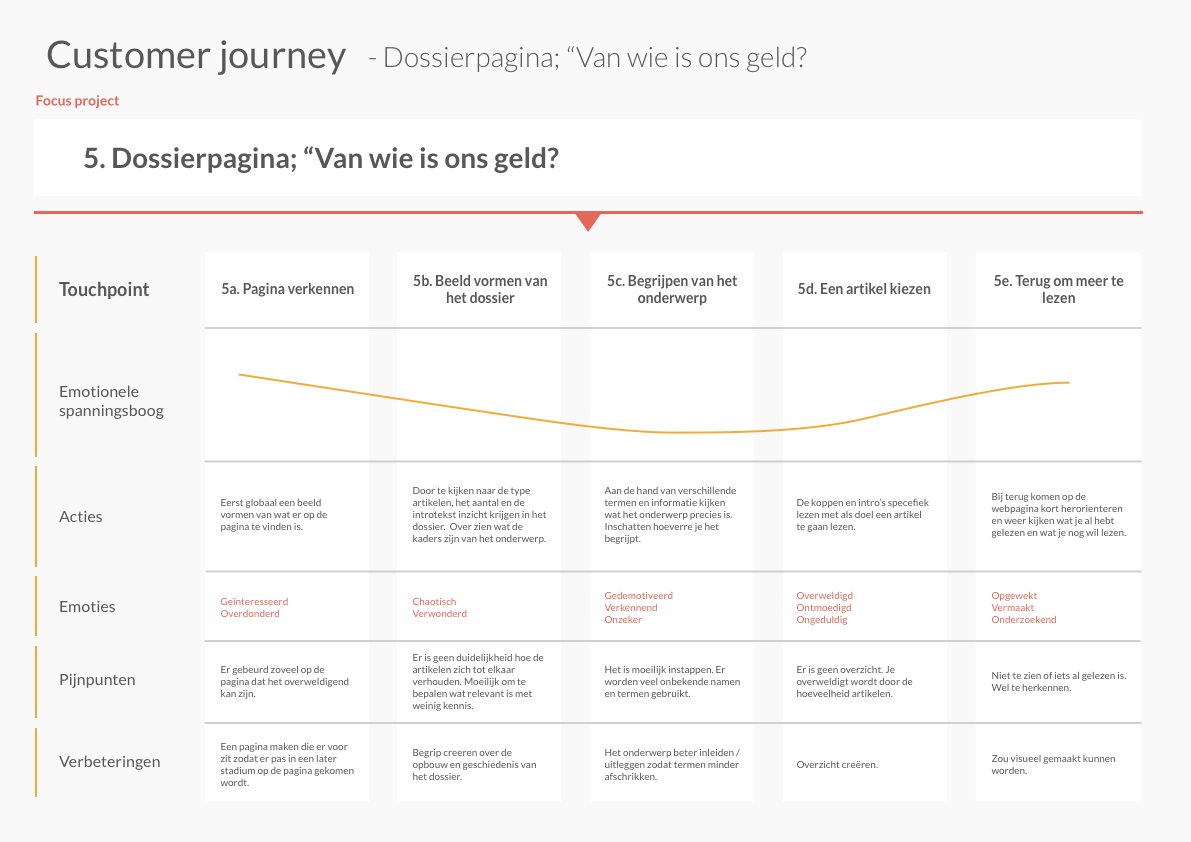 Customer journey - Dossierpagina; “Van wie is ons geld?
Focus project
5. Dossierpagina; “Van wie is ons geld?
Touchpoint
5a. Pagina verkennen
5b. Beeld vormen van
het dossier
5c. Begrijpen van het
onderwerp
5d. Een artikel kiezen
5e. Terug om meer te
lezen
Emotionele
spanningsboog
Acties
Eerst globaal een beeld
vormen van wat er op de
pagina te vinden is.
Door te kijken naar de type
artikelen, het aantal en de
introtekst inzicht krijgen in het
dossier. Over zien wat de
kaders zijn van het onderwerp.
Aan de hand van verschillende
termen en informatie kijken
wat het onderwerp precies is.
Inschatten hoeverre je het
begrijpt.
De koppen en intro's specefiek
lezen met als doel een artikel
te gaan lezen.
Bij terug komen op de
webpagina kort herorienteren
en weer kijken wat je al hebt
gelezen en wat je nog wil lezen.
Emoties
Geïnteresseerd
Overdonderd
Chaotisch
Verwonderd
Gedemotiveerd
Verkennend
Onzeker
Overweldigd
Ontmoedigd
Ongeduldig
Opgewekt
Vermaakt
Onderzoekend
Pijnpunten
Er gebeurd zoveel op de
pagina dat het overweldigend
kan zijn.
Er is geen duidelijkheid hoe de
artikelen zich tot elkaar
verhouden. Moeilijk om te
bepalen wat relevant is met
weinig kennis.
Het is moeilijk instappen. Er
worden veel onbekende namen
en termen gebruikt.
Er is geen overzicht. Je
overweldigt wordt door de
hoeveelheid artikelen.
Niet te zien of iets al gelezen is.
Wel te herkennen.
Verbeteringen
Een pagina maken die er voor
zit zodat er pas in een later
stadium op de pagina gekomen
wordt.
Begrip creeren over de
opbouw en geschiedenis van
het dossier.
Het onderwerp beter inleiden /
uitleggen zodat termen minder
afschrikken.
Overzicht creëren.
Zou visueel gemaakt kunnen
worden.